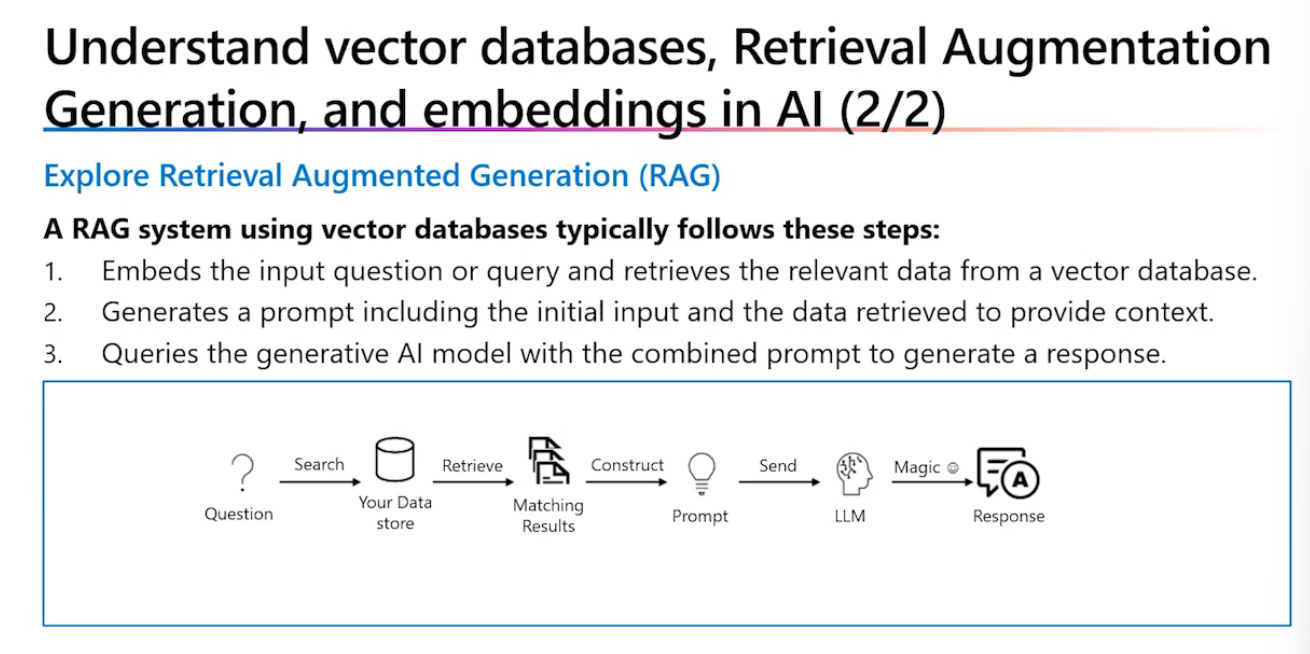 Understand vector databases, Retrieval Augmentation
Generation, and embeddings in AI (2/2)
Explore Retrieval Augmented Generation (RAG)
A RAG system using vector databases typically follows these steps:
1. Embeds the input question or query and retrieves the relevant data from a vector database.
2. Generates a prompt including the initial input and the data retrieved to provide context.
3. Queries the generative AI model with the combined prompt to generate a response.
Question
Search
Your Data
store
Retrieve
Matching
Results
Construct
Prompt
Send
LLM
Magic ☺
A
Response